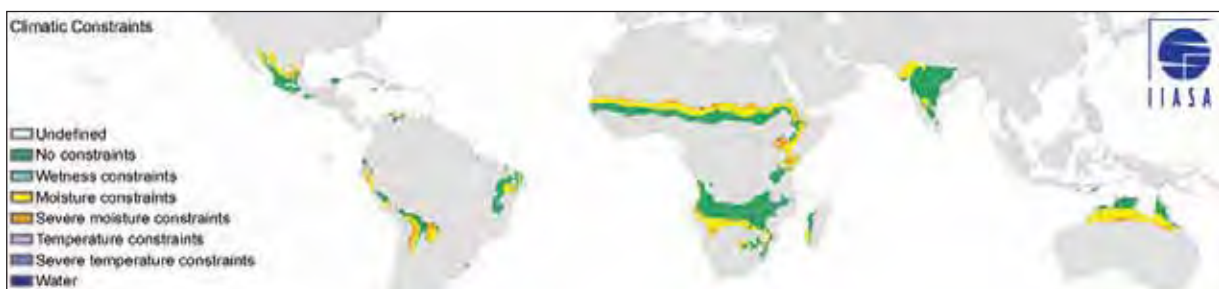 Climatic Constraints
Undefined
No constraints
Wetness constraints
Moisture constraints
Severe moisture constraints
Temperature constraints
Severe temperature constraints
Water
IIASA